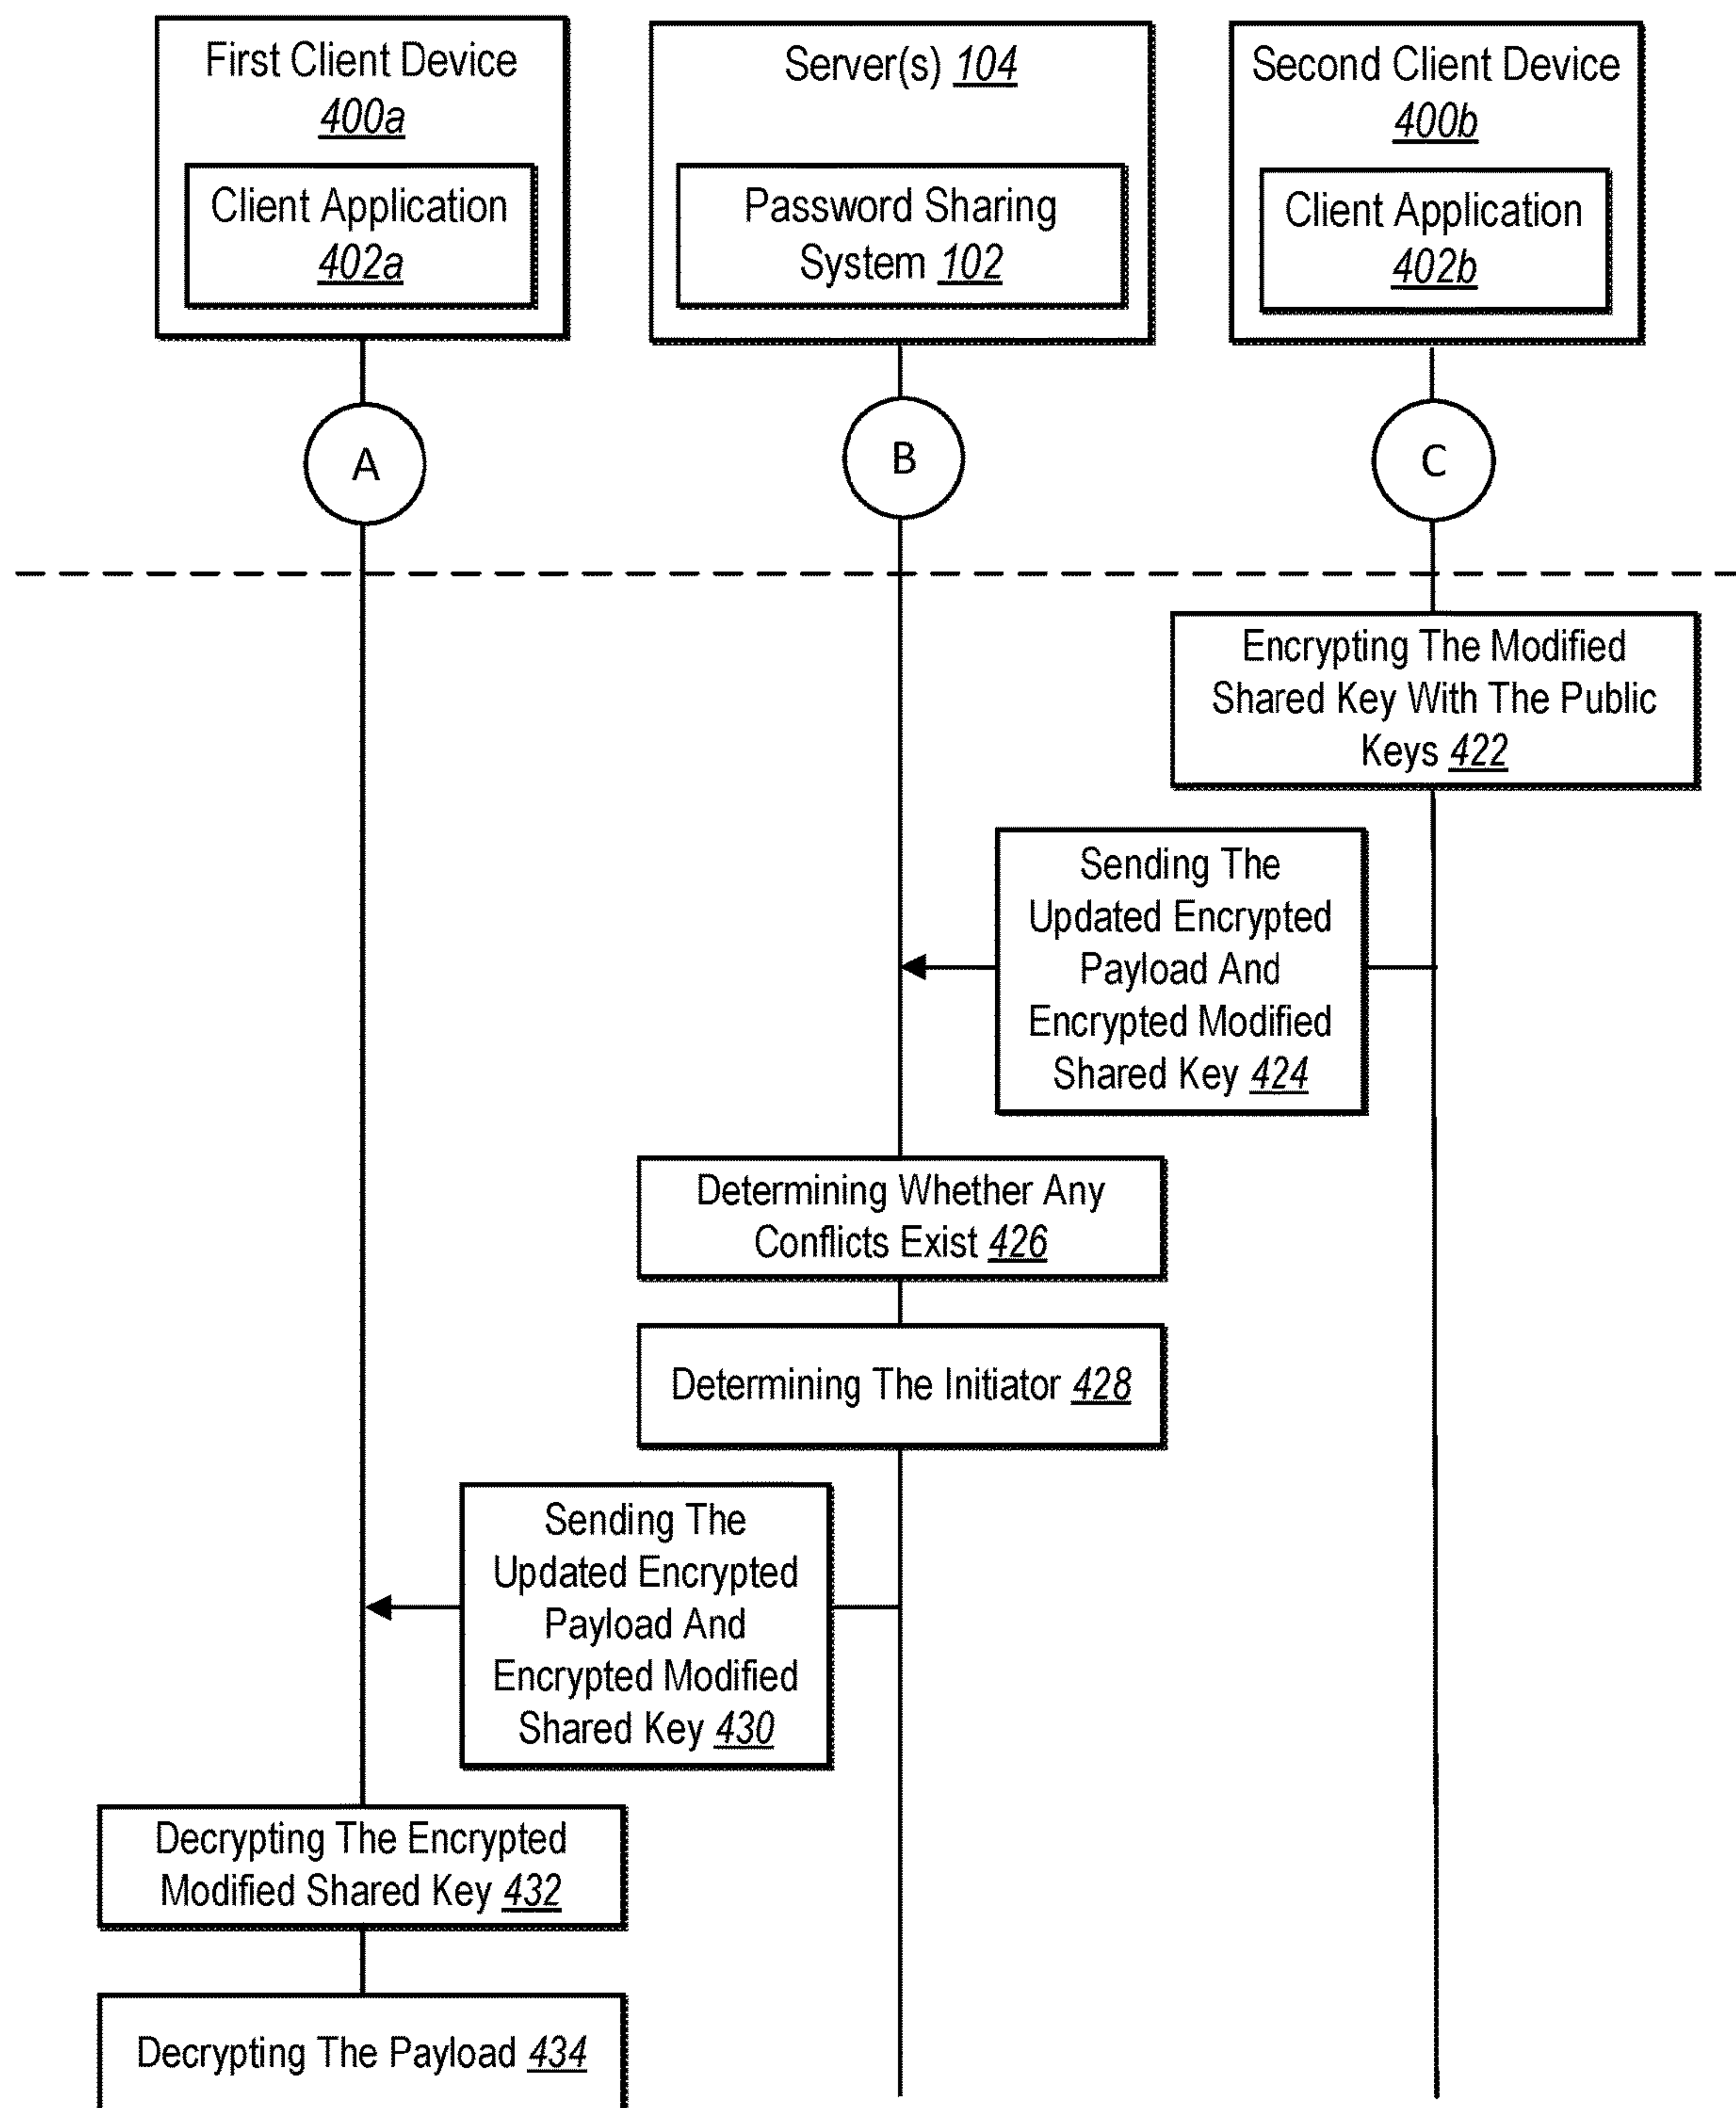 First Client Device
400a
Client Application
402a
Server(s) 104
Password Sharing
System 102
Second Client Device
400b
Client Application
402b
A
B
C
Encrypting The Modified
Shared Key With The Public
Keys 422
Sending The
Updated Encrypted
Payload And
Encrypted Modified
Shared Key 424
Determining Whether Any
Conflicts Exist 426
Determining The Initiator 428
Sending The
Updated Encrypted
Payload And
Encrypted Modified
Shared Key 430
Decrypting The Encrypted
Modified Shared Key 432
Decrypting The Payload 434